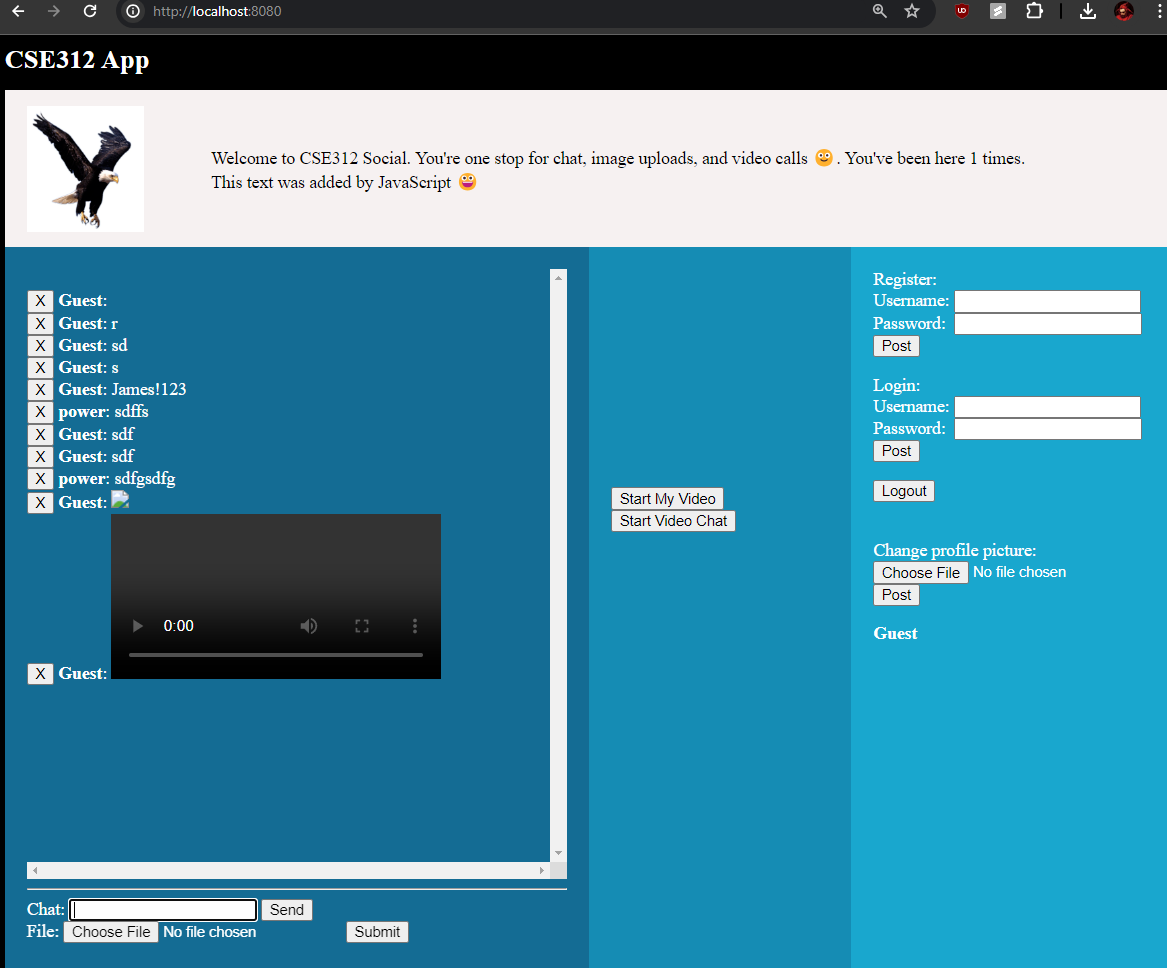 http://localhost:8080
CSE312 App
Welcome to CSE312 Social. You're one stop for chat, image uploads, and video calls 😀. You've been here 1 times.
This text was added by JavaScript 😀
X Guest:
X Guest: r
X Guest: sd
X Guest: s
X Guest: James!123
X power: sdffs
X Guest: sdf
X Guest: sdf
X power: sdfgsdfg
X Guest:
0:00
X Guest:
Chat: Send
File: Choose File No file chosen Submit
Start My Video
Start Video Chat
Register:
Username:
Password:
Post
Login:
Username:
Password:
Post
Logout
Change profile picture:
Choose File No file chosen
Post
Guest